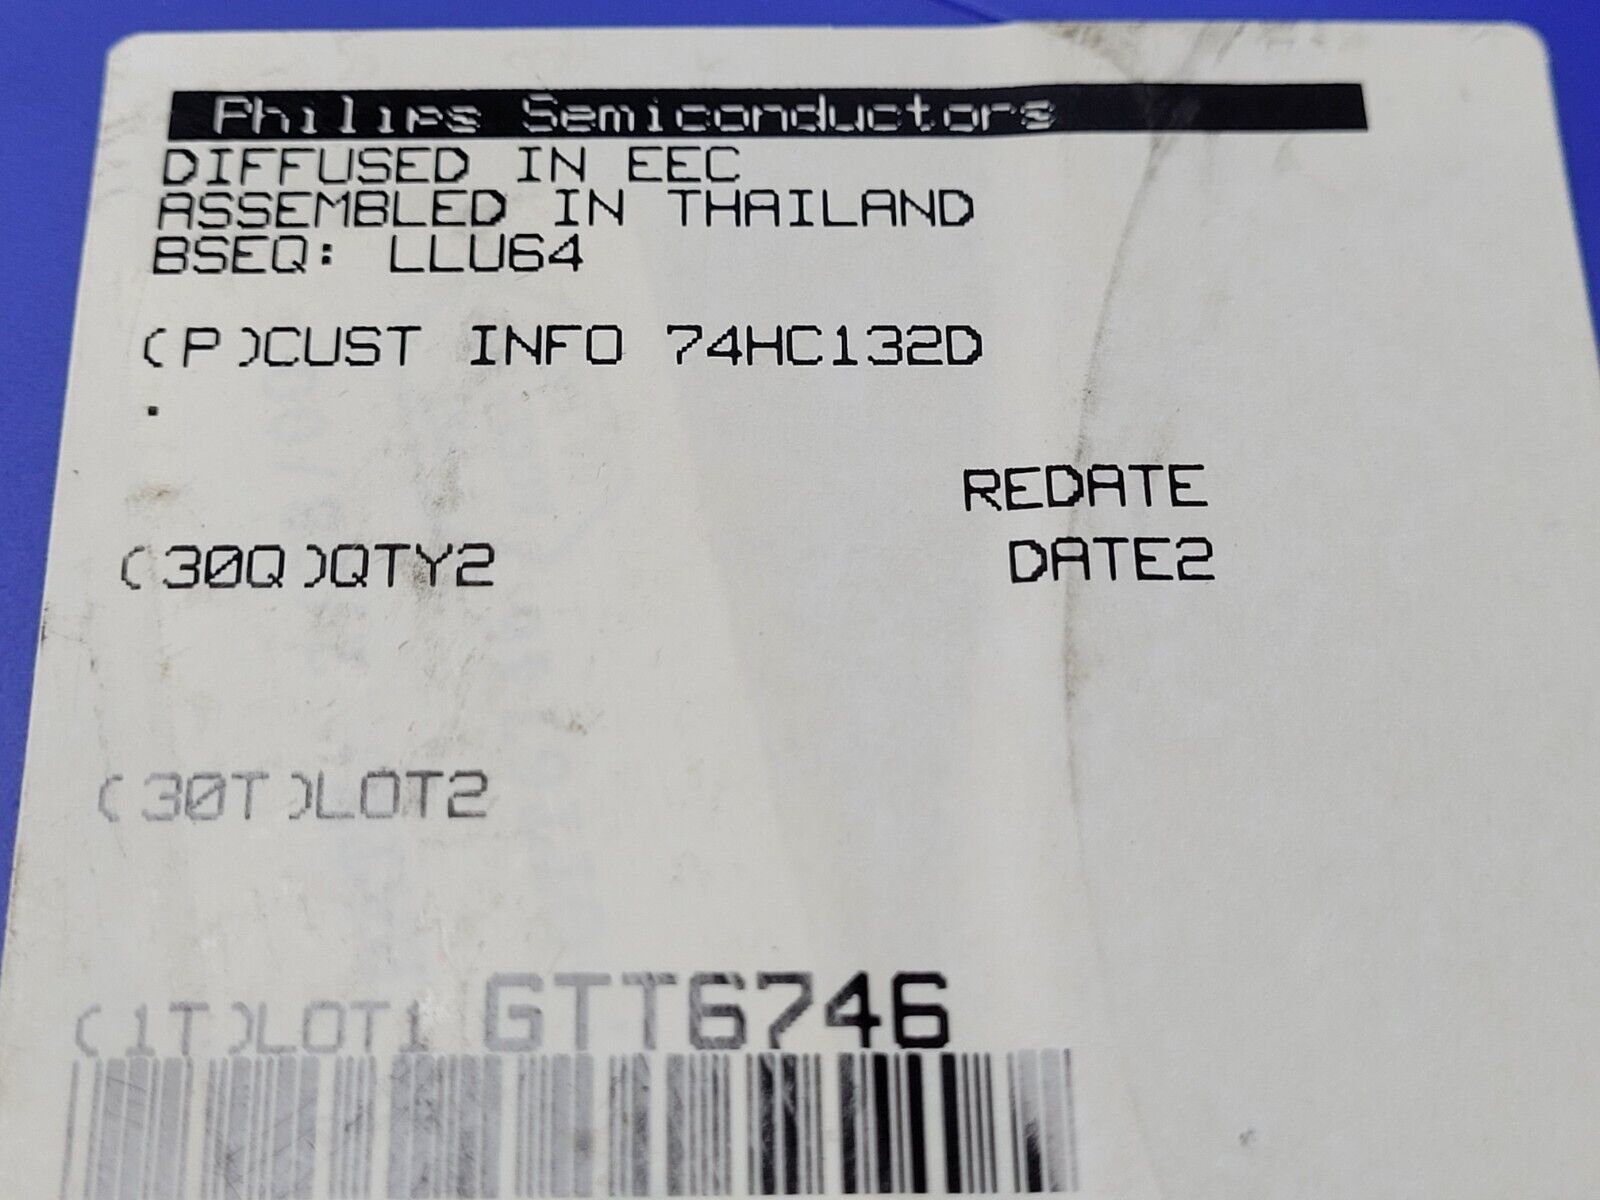 Philips Semiconductors
DIFFUSED IN EEC
ASSEMBLED IN THAILAND
BSEQ: LLU64
(P)CUST INFO 74HC132D
.
REDATE
(30Q)QTY2 DATE2
(30T)LOT2
(1T)LOT1 GTT6746